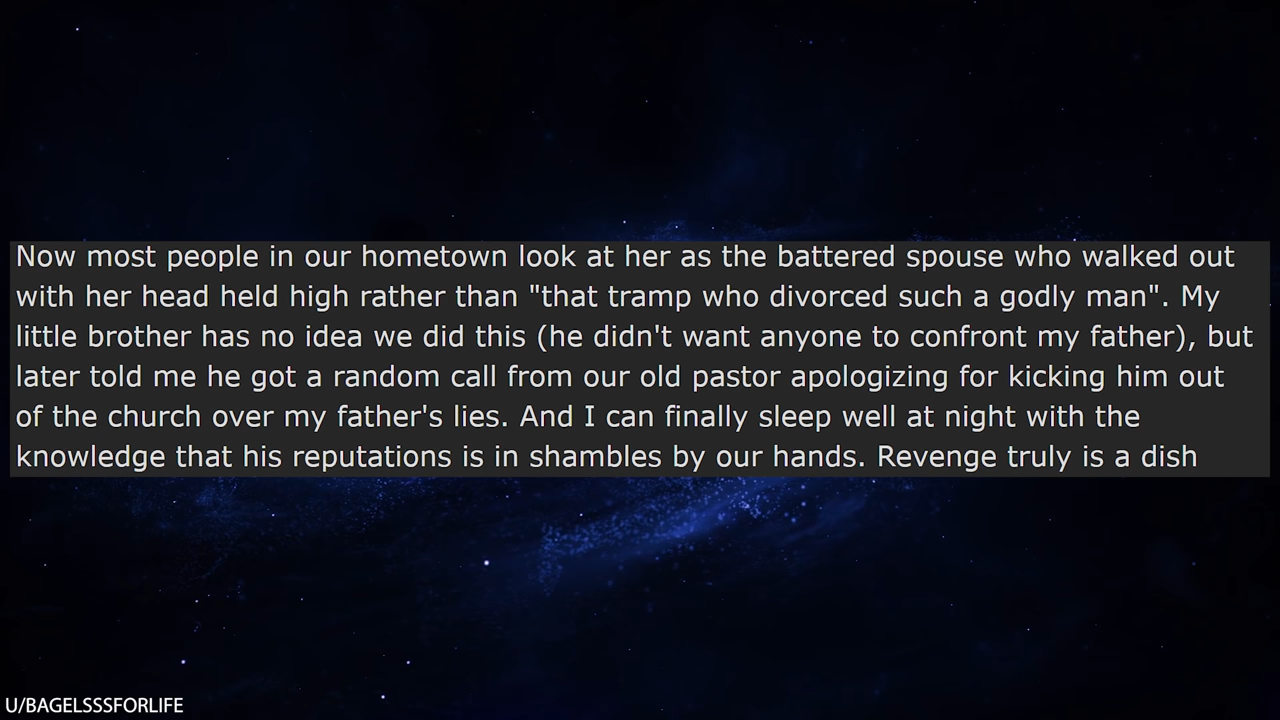 Now most people in our hometown look at her as the battered spouse who walked out
with her head held high rather than "that tramp who divorced such a godly man". My
little brother has no idea we did this (he didn't want anyone to confront my father), but
later told me he got a random call from our old pastor apologizing for kicking him out
of the church over my father's lies. And I can finally sleep well at night with the
knowledge that his reputations is in shambles by our hands. Revenge truly is a dish
U/BAGELSSSFORLIFE